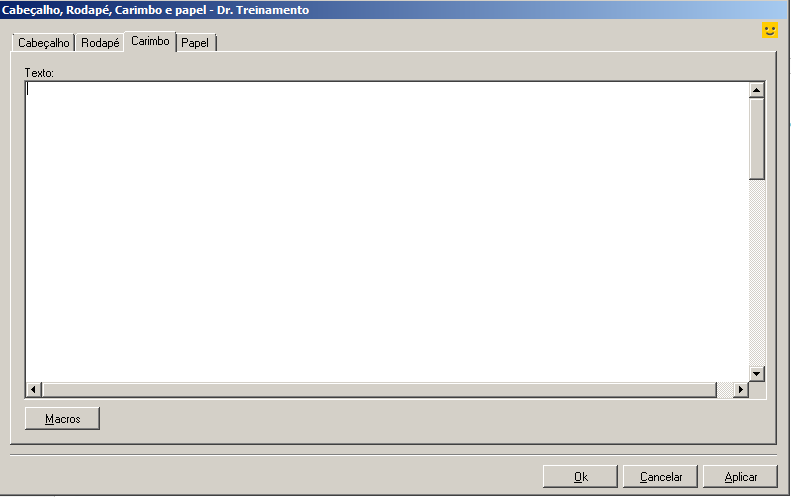 Cabeçalho, Rodapé, Carimbo e papel - Dr. Treinamento
Cabeçalho Rodapé Carimbo Papel
Texto:
Macros
Ok Cancelar Aplicar